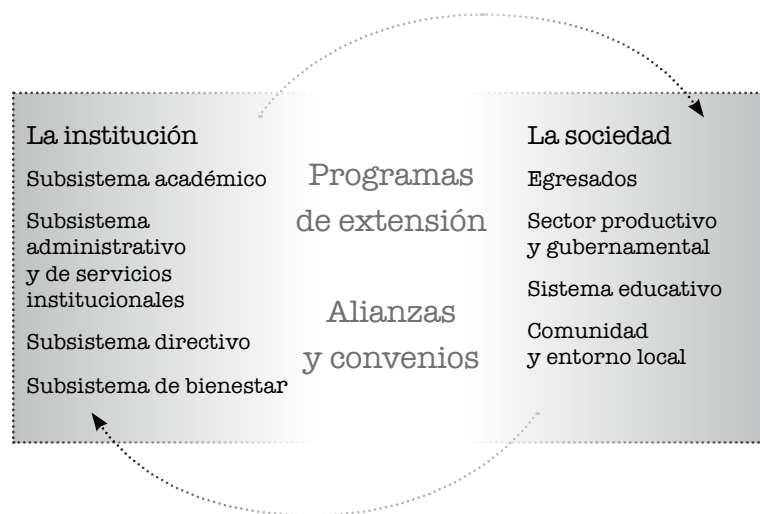 La institución
Subsistema académico
Subsistema
administrativo
y de servicios
institucionales
Subsistema directivo
Subsistema de bienestar
Programas
de extensión
Alianzas
y convenios
La sociedad
Egresados
Sector productivo
y gubernamental
Sistema educativo
Comunidad
y entorno local